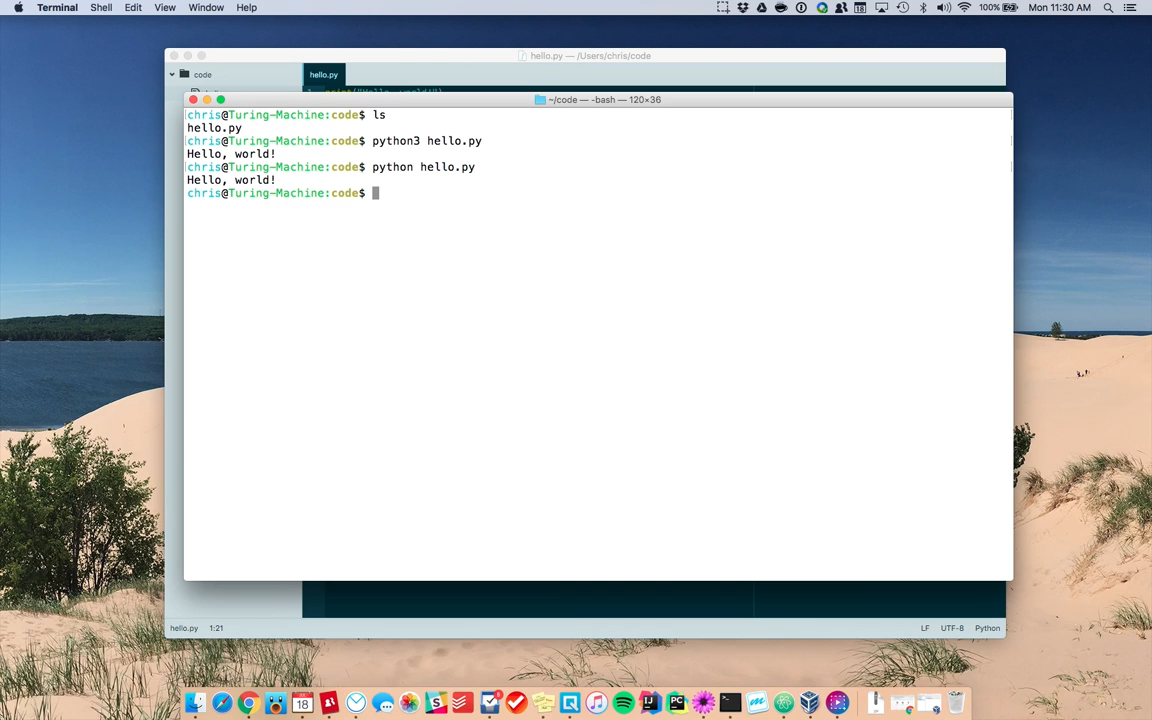 Terminal Shell Edit View Window Help 100% Mon 11:30 AM
hello.py — /Users/chris/code
code
hello.py
~/code — -bash — 120×36
chris@Turing-Machine:code$ ls
hello.py
chris@Turing-Machine:code$ python3 hello.py
Hello, world!
chris@Turing-Machine:code$ python hello.py
Hello, world!
chris@Turing-Machine:code$
hello.py 1:21 LF UTF-8 Python
18